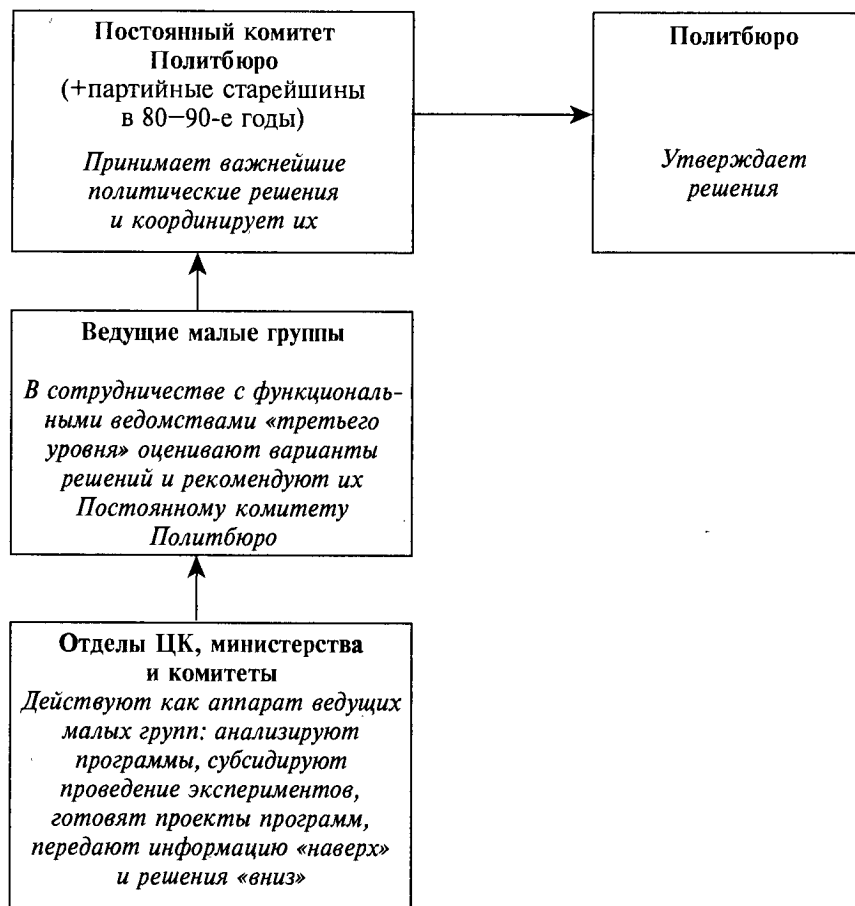 Постоянный комитет
Политбюро
(+партийные старейшины
в 80—90-е годы)
Принимает важнейшие
политические решения
и координирует их
Политбюро
Утверждает
решения
Ведущие малые группы
В сотрудничестве с функциональ-
ными ведомствами «третьего
уровня» оценивают варианты
решений и рекомендуют их
Постоянному комитету
Политбюро
Отделы ЦК, министерства
и комитеты
Действуют как аппарат ведущих
малых групп: анализируют
программы, субсидируют
проведение экспериментов,
готовят проекты программ,
передают информацию «наверх»
и решения «вниз»